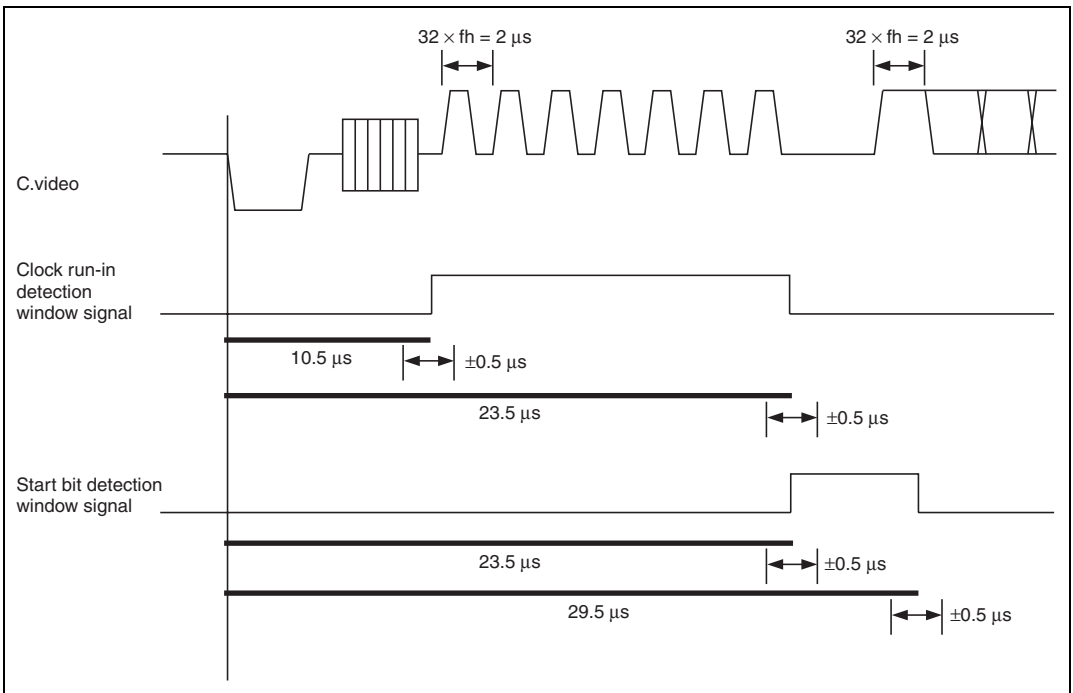 32 × fh = 2 µs
32 × fh = 2 µs
C.video
Clock run-in
detection
window signal
10.5 µs
±0.5 µs
23.5 µs
±0.5 µs
Start bit detection
window signal
23.5 µs
±0.5 µs
29.5 µs
±0.5 µs